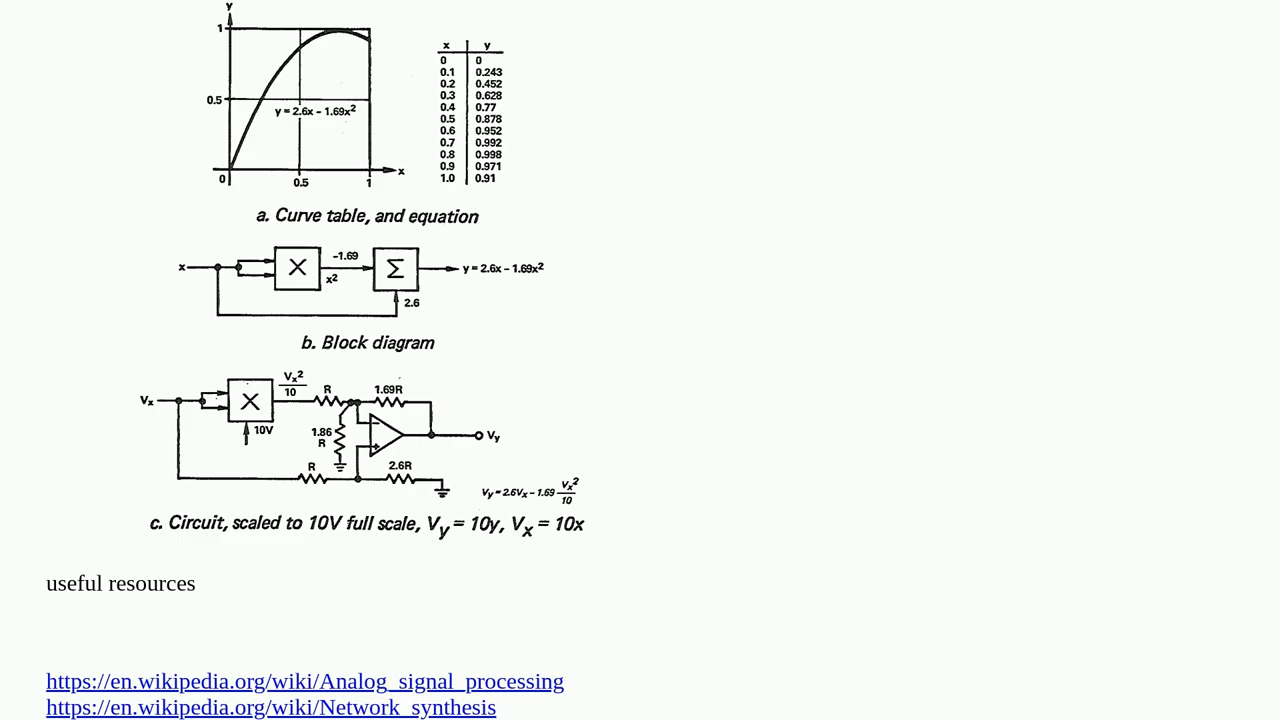 y
1
0.5
y = 2.6x – 1.69x²
0
0.5
1
x
x y
0 0
0.1 0.243
0.2 0.452
0.3 0.628
0.4 0.77
0.5 0.878
0.6 0.952
0.7 0.992
0.8 0.998
0.9 0.971
1.0 0.91
a. Curve table, and equation
x
X
–1.69
x²
Σ
2.6
y = 2.6x – 1.69x²
b. Block diagram
Vx
X
10V
Vx²
10
R
1.69R
1.86
R
–
+
Vy
R
2.6R
Vy = 2.6Vx – 1.69 Vx²
10
c. Circuit, scaled to 10V full scale, Vy = 10y, Vx = 10x
useful resources
https://en.wikipedia.org/wiki/Analog_signal_processing
https://en.wikipedia.org/wiki/Network_synthesis